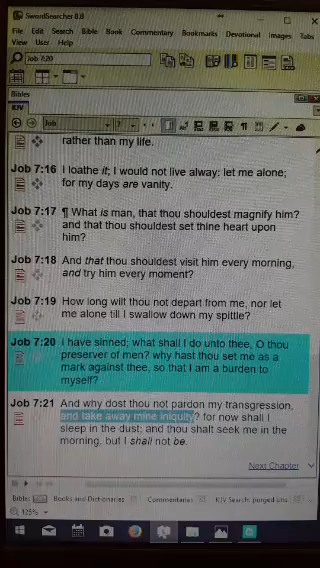 SwordSearcher 8.0
File Edit Search Bible Book Commentary Bookmarks Devotional Images Tabs
View User Help
Job 7:20
Bibles
KJV
Job 7
rather than my life.
Job 7:16 I loathe it; I would not live alway: let me alone;
for my days are vanity.
Job 7:17 ¶ What is man, that thou shouldest magnify him?
and that thou shouldest set thine heart upon
him?
Job 7:18 And that thou shouldest visit him every morning,
and try him every moment?
Job 7:19 How long wilt thou not depart from me, nor let
me alone till I swallow down my spittle?
Job 7:20 I have sinned; what shall I do unto thee, O thou
preserver of men? why hast thou set me as a
mark against thee, so that I am a burden to
myself?
Job 7:21 And why dost thou not pardon my transgression,
and take away mine iniquity? for now shall I
sleep in the dust; and thou shalt seek me in the
morning, but I shall not be.
Next Chapter
Bible: Books and Dictionaries Commentaries KJV Search: purged
125%